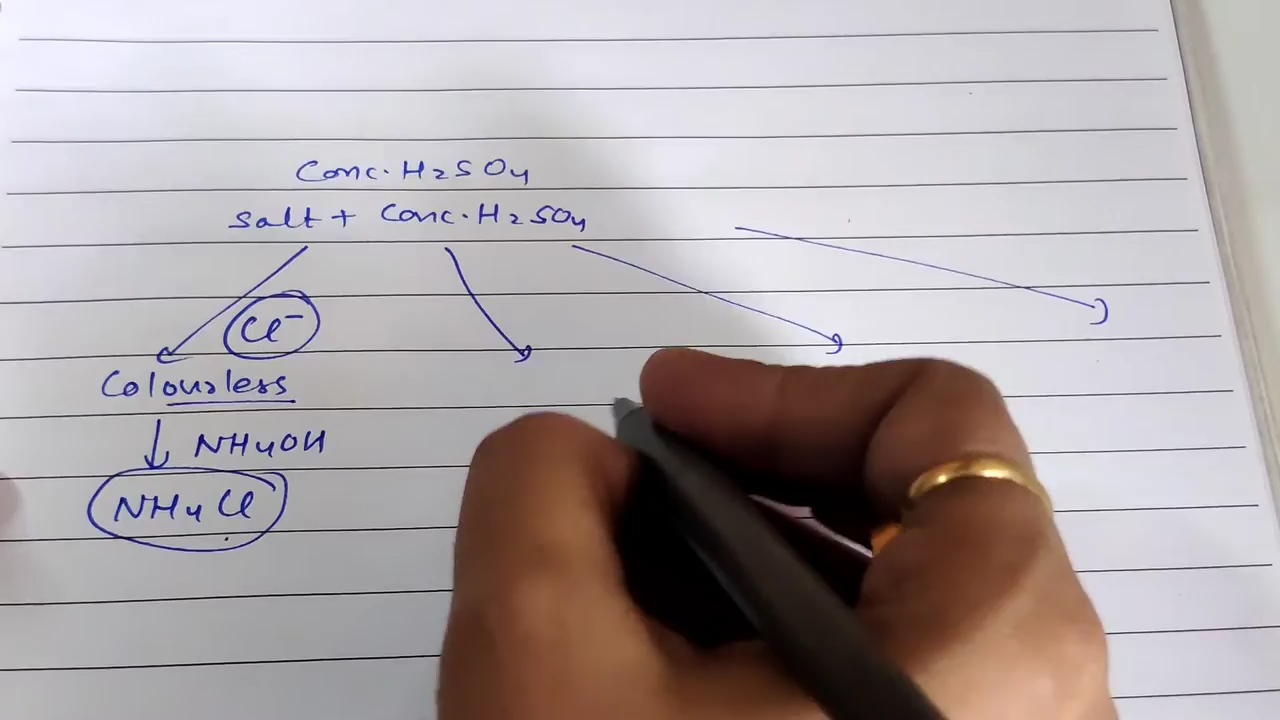 Conc. H2SO4
Salt + Conc. H2SO4
Cl-
Colourless
↓ NH4OH
NH4Cl